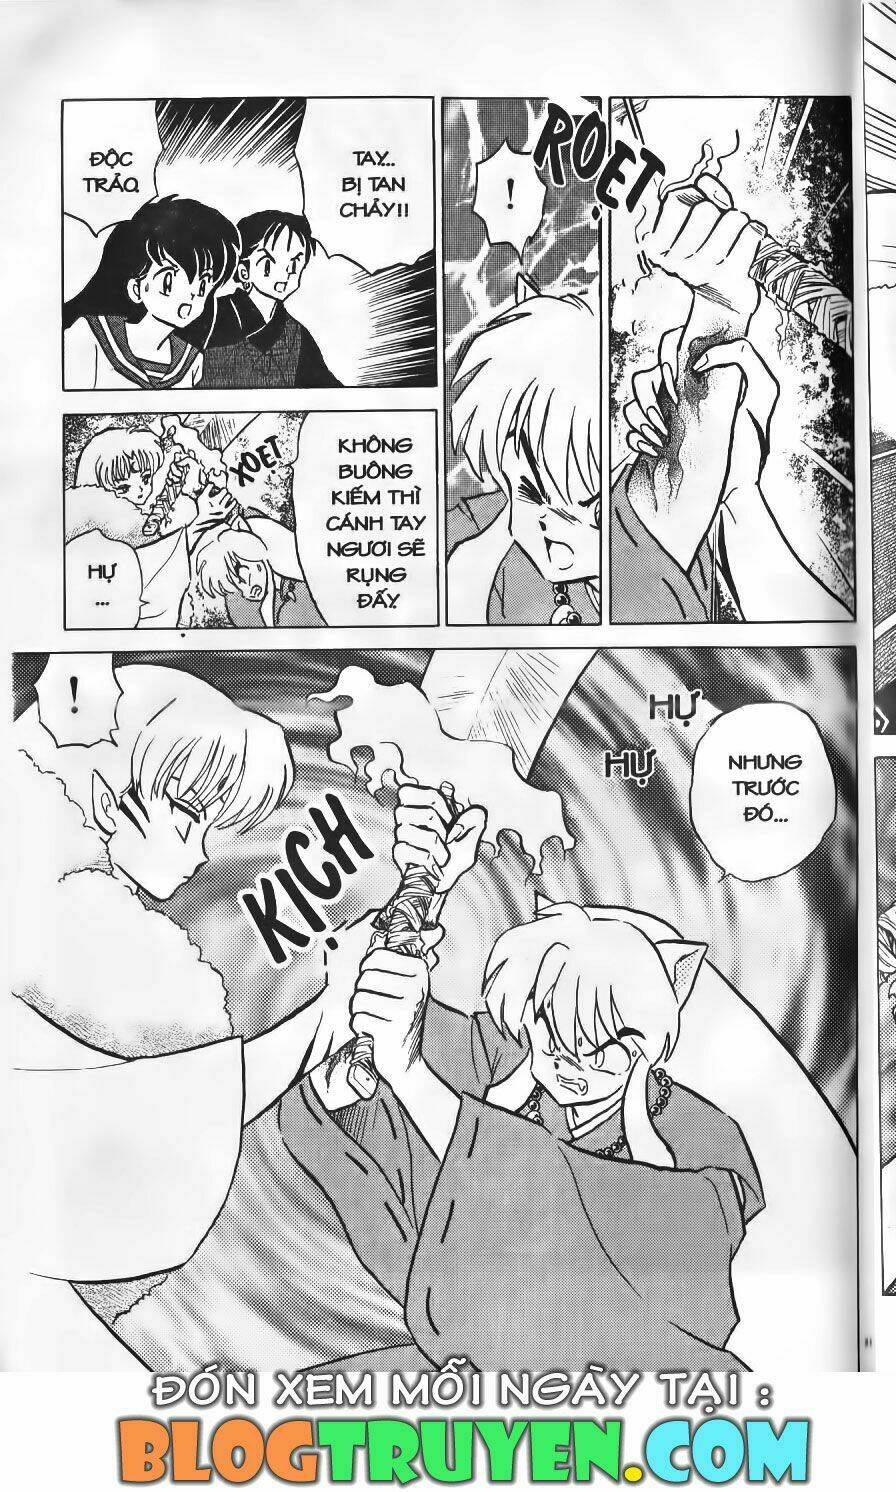 ROẸT
!
TAY...
BỊ TAN
CHẢY!!
ĐỘC
TRẢO.
KHÔNG
BUÔNG
KIẾM THÌ
CÁNH TAY
NGƯƠI SẼ
RỤNG
ĐẤY.
XOẸT
HỰ
...
NHƯNG
TRƯỚC
ĐÓ...
HỰ
HỰ
KỊCH
!
ĐÓN XEM MỖI NGÀY TẠI :
BLOGTRUYEN.COM